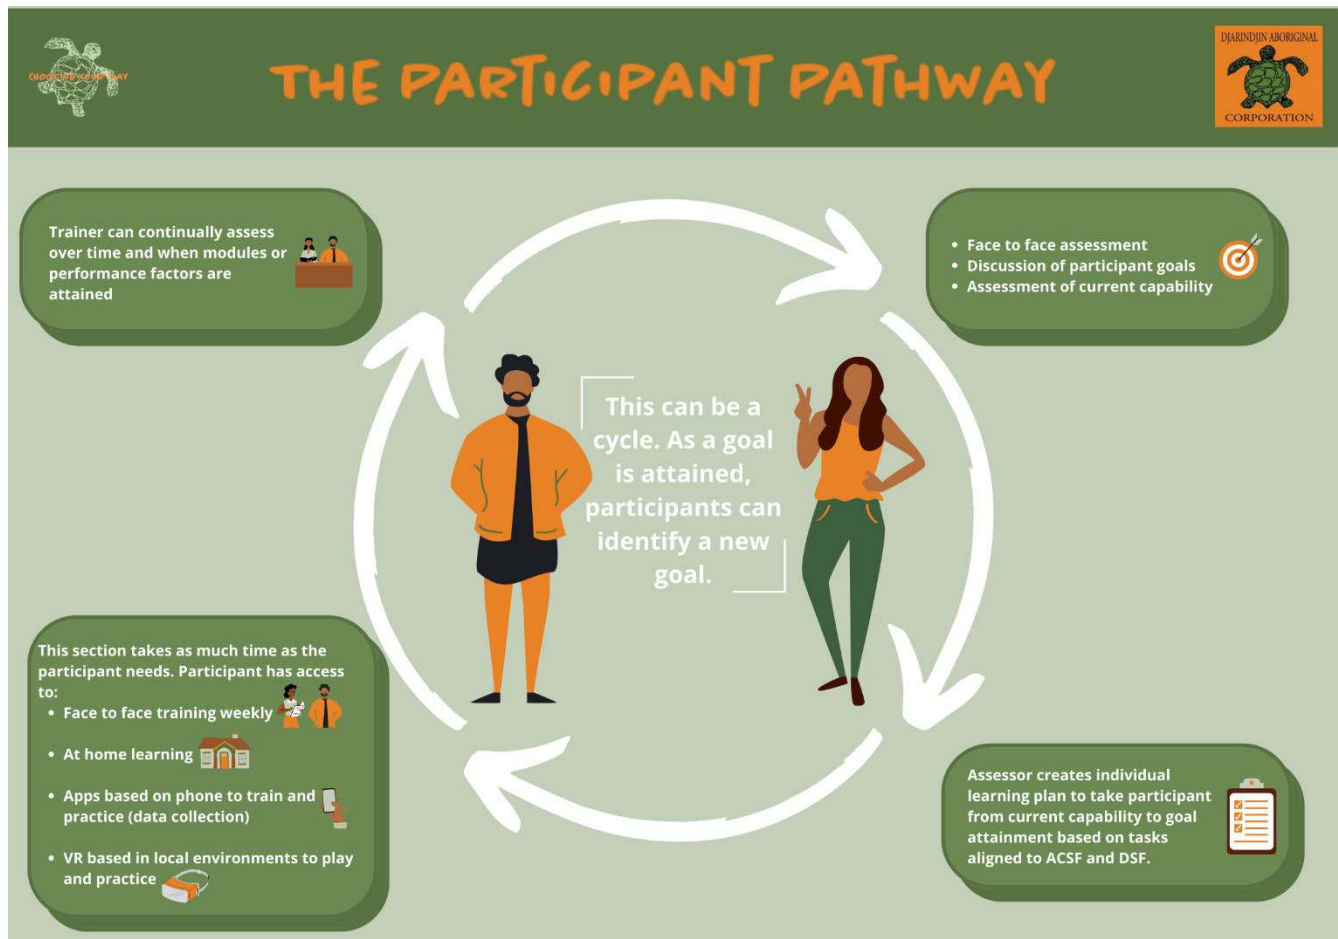 CHOOSING YOUR WAY
THE PARTICIPANT PATHWAY
DJARINDJIN ABORIGINAL
CORPORATION
Trainer can continually assess
over time and when modules or
performance factors are
attained
• Face to face assessment
• Discussion of participant goals
• Assessment of current capability
This can be a
cycle. As a goal
is attained,
participants can
identify a new
goal.
This section takes as much time as the
participant needs. Participant has access
to:
• Face to face training weekly
• At home learning
• Apps based on phone to train and
practice (data collection)
• VR based in local environments to play
and practice
Assessor creates individual
learning plan to take participant
from current capability to goal
attainment based on tasks
aligned to ACSF and DSF.